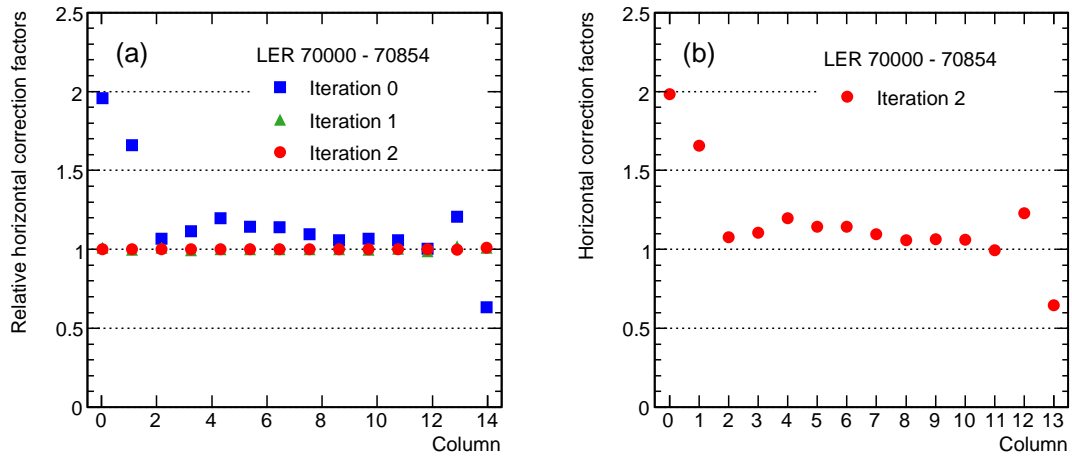 Relative horizontal correction factors
2.5
2
1.5
1
0.5
0
(a)
LER 70000 - 70854
Iteration 0
Iteration 1
Iteration 2
0 2 4 6 8 10 12 14
Column
Horizontal correction factors
2.5
2
1.5
1
0.5
0
(b)
LER 70000 - 70854
Iteration 2
0 1 2 3 4 5 6 7 8 9 10 11 12 13
Column